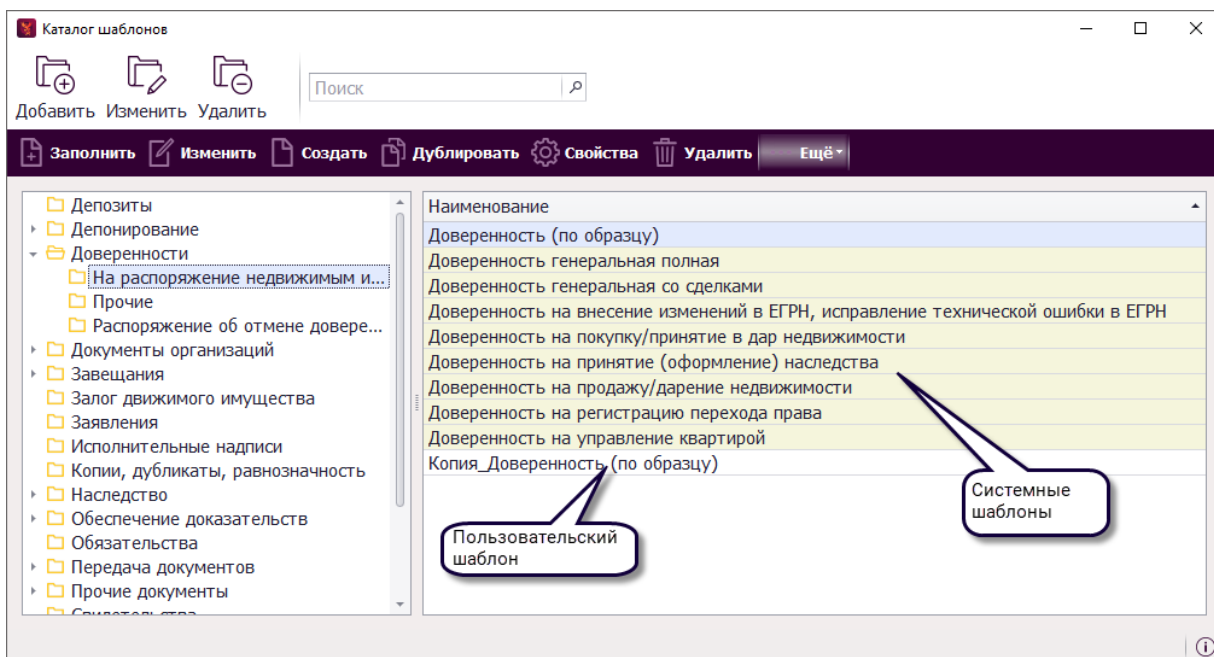 Каталог шаблонов
Добавить Изменить Удалить
Поиск
Заполнить Изменить Создать Дублировать Свойства Удалить Ещё
Депозиты
Депонирование
Доверенности
На распоряжение недвижимым и...
Прочие
Распоряжение об отмене довере...
Документы организаций
Завещания
Залог движимого имущества
Заявления
Исполнительные надписи
Копии, дубликаты, равнозначность
Наследство
Обеспечение доказательств
Обязательства
Передача документов
Прочие документы
Свидетельства
Наименование
Доверенность (по образцу)
Доверенность генеральная полная
Доверенность генеральная со сделками
Доверенность на внесение изменений в ЕГРН, исправление технической ошибки в ЕГРН
Доверенность на покупку/принятие в дар недвижимости
Доверенность на принятие (оформление) наследства
Доверенность на продажу/дарение недвижимости
Доверенность на регистрацию перехода права
Доверенность на управление квартирой
Копия_Доверенность (по образцу)
Системные
шаблоны
Пользовательский
шаблон